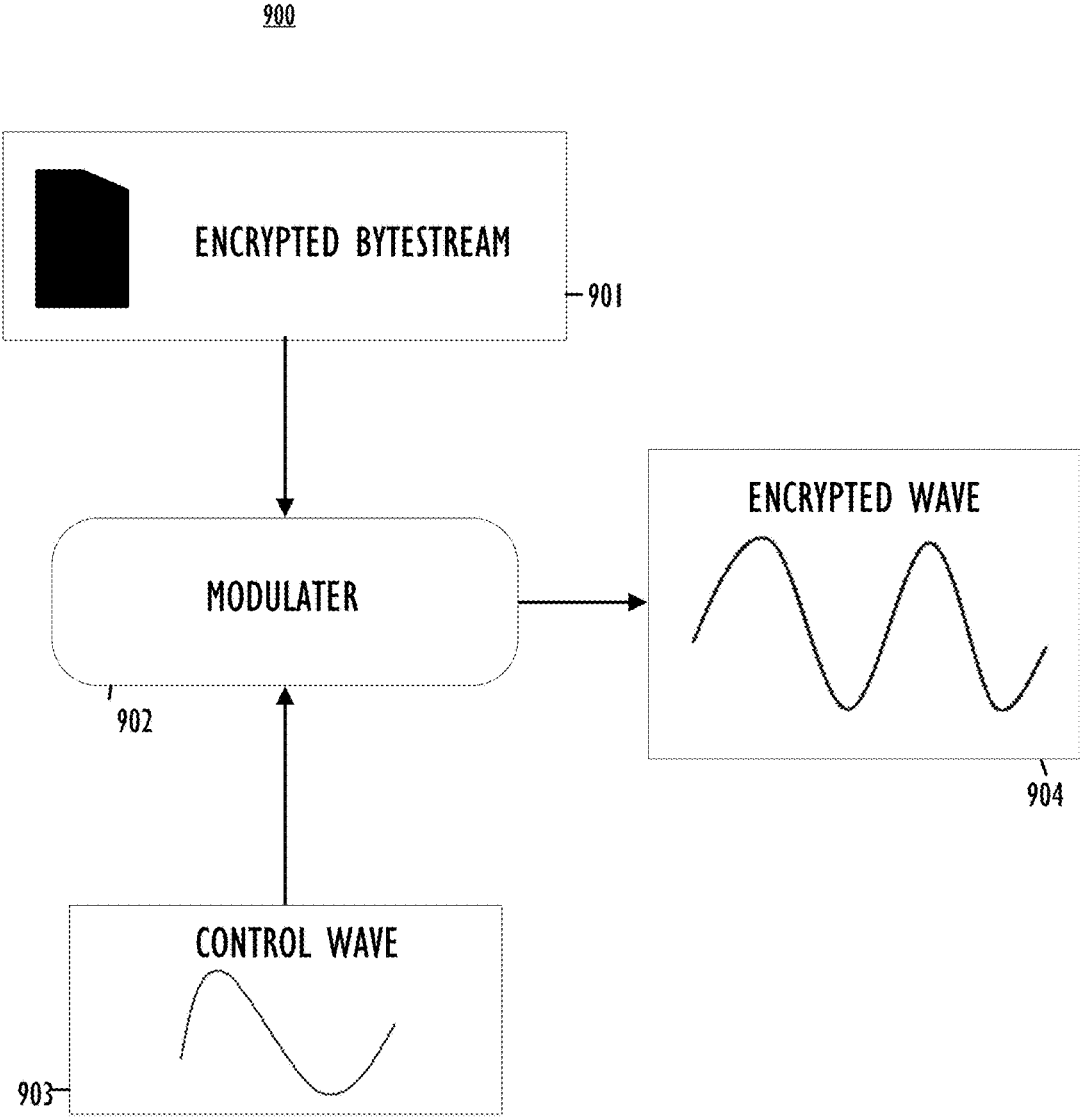 900
ENCRYPTED BYTESTREAM
901
ENCRYPTED WAVE
MODULATER
902
904
CONTROL WAVE
903